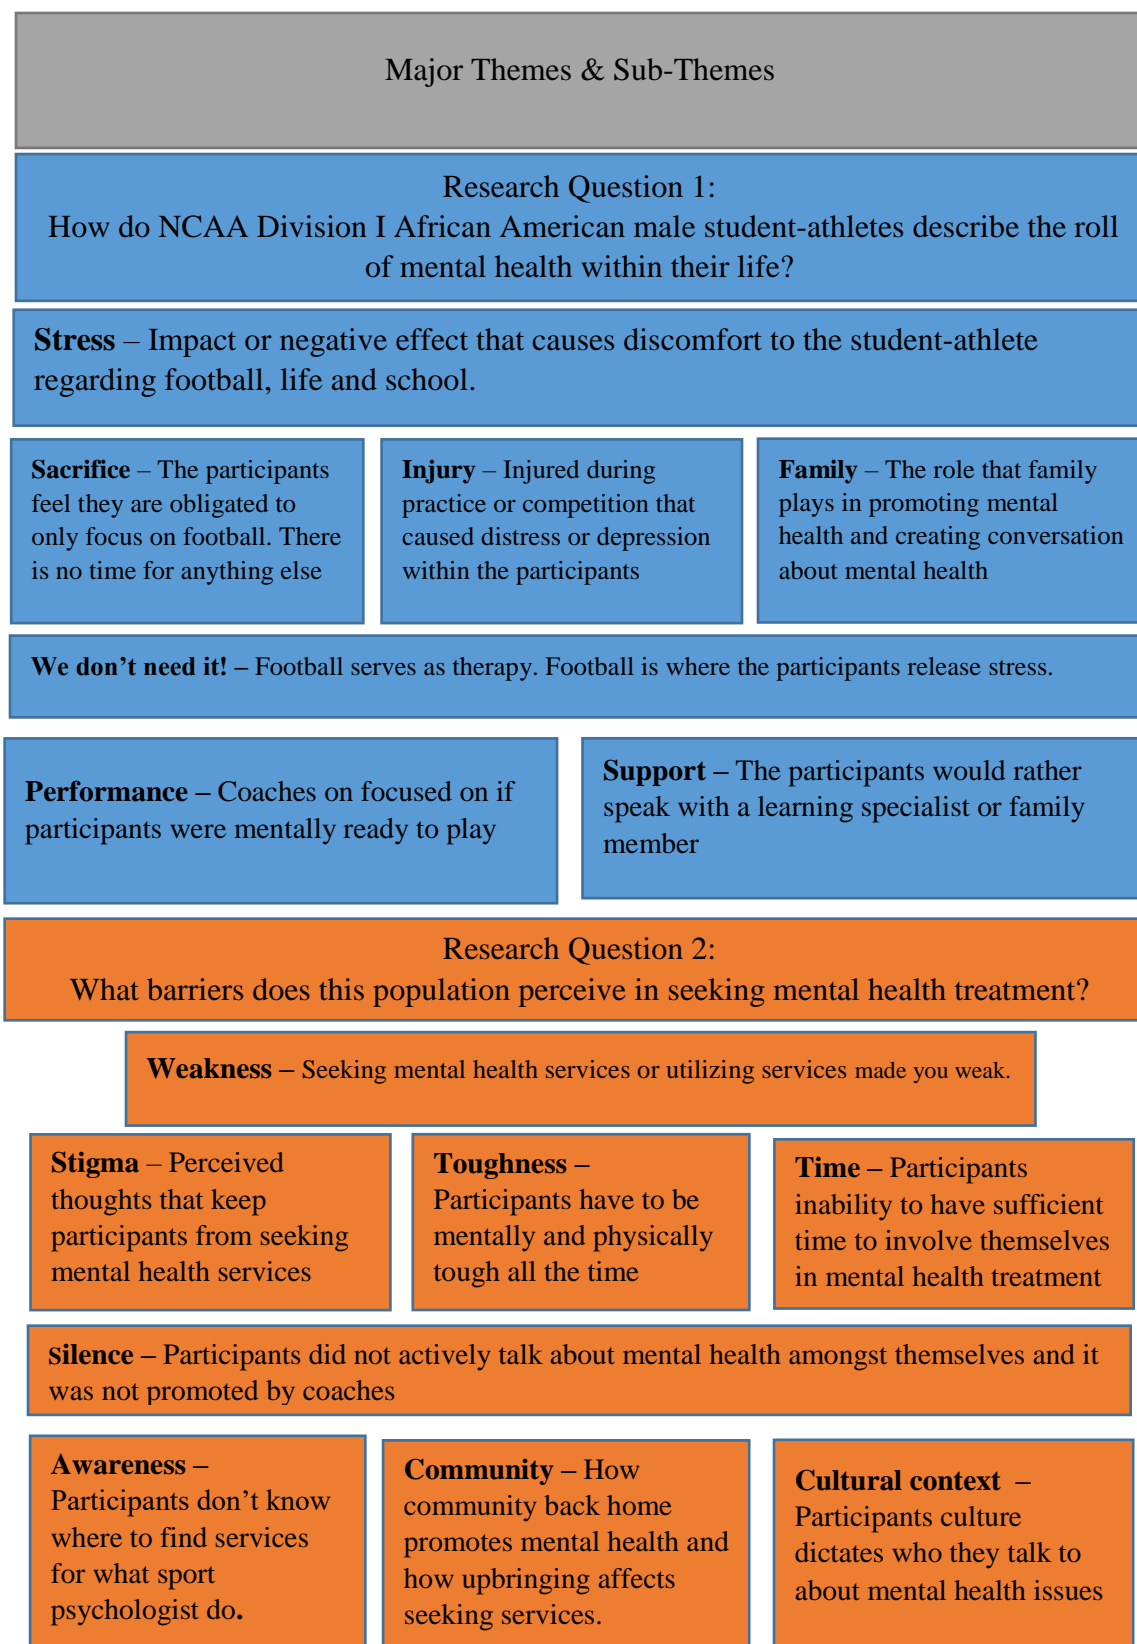 Major Themes & Sub-Themes
Research Question 1:
How do NCAA Division I African American male student-athletes describe the roll
of mental health within their life?
Stress – Impact or negative effect that causes discomfort to the student-athlete
regarding football, life and school.
Sacrifice – The participants
feel they are obligated to
only focus on football. There
is no time for anything else
Injury – Injured during
practice or competition that
caused distress or depression
within the participants
Family – The role that family
plays in promoting mental
health and creating conversation
about mental health
We don’t need it! – Football serves as therapy. Football is where the participants release stress.
Performance – Coaches on focused on if
participants were mentally ready to play
Support – The participants would rather
speak with a learning specialist or family
member
Research Question 2:
What barriers does this population perceive in seeking mental health treatment?
Weakness – Seeking mental health services or utilizing services made you weak.
Stigma – Perceived
thoughts that keep
participants from seeking
mental health services
Toughness –
Participants have to be
mentally and physically
tough all the time
Time – Participants
inability to have sufficient
time to involve themselves
in mental health treatment
Silence – Participants did not actively talk about mental health amongst themselves and it
was not promoted by coaches
Awareness –
Participants don’t know
where to find services
for what sport
psychologist do.
Community – How
community back home
promotes mental health and
how upbringing affects
seeking services.
Cultural context –
Participants culture
dictates who they talk to
about mental health issues